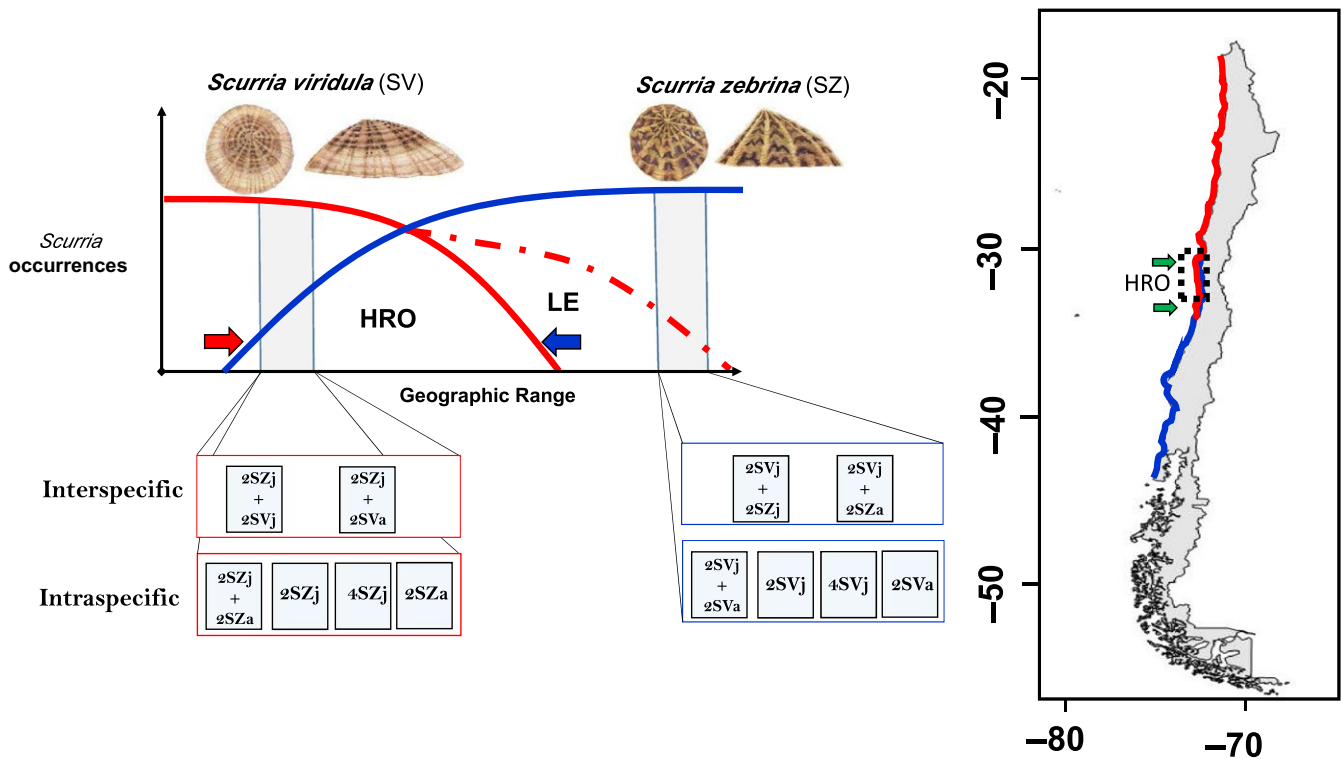 Scurria viridula (SV)
Scurria zebrina (SZ)
Scurria
occurrences
HRO
LE
Geographic Range
Interspecific
2SZj
+
2SVj
2SZj
+
2SVa
2SVj
+
2SZj
2SVj
+
2SZa
Intraspecific
2SZj
+
2SZa
2SZj
4SZj
2SZa
2SVj
+
2SVa
2SVj
4SVj
2SVa
–20
–30
–40
–50
HRO
–80
–70